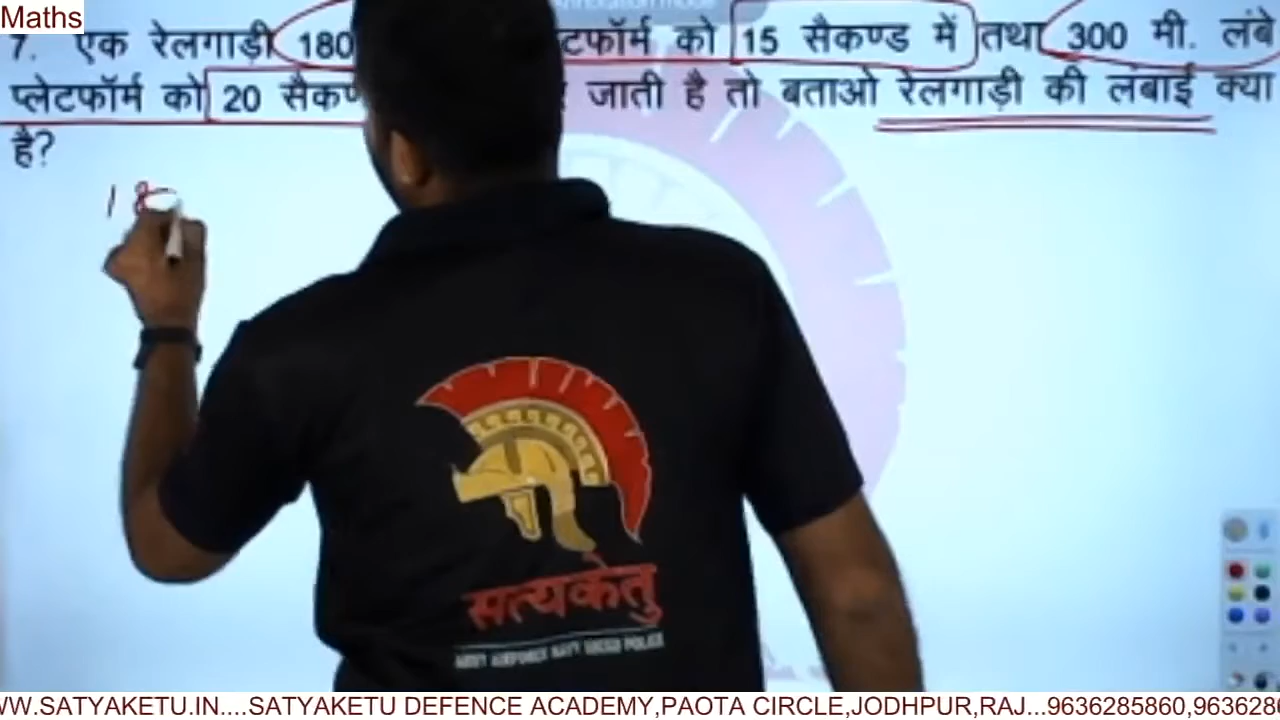 Maths
7. एक रेलगाड़ी 180 टफॉर्म को 15 सैकण्ड में तथा 300 मी. लंबे
प्लेटफॉर्म को 20 सैकण जाती है तो बताओ रेलगाड़ी की लंबाई क्या
है?
18
सत्यकेतु
WW.SATYAKETU.IN....SATYAKETU DEFENCE ACADEMY,PAOTA CIRCLE,JODHPUR,RAJ...9636285860,963628